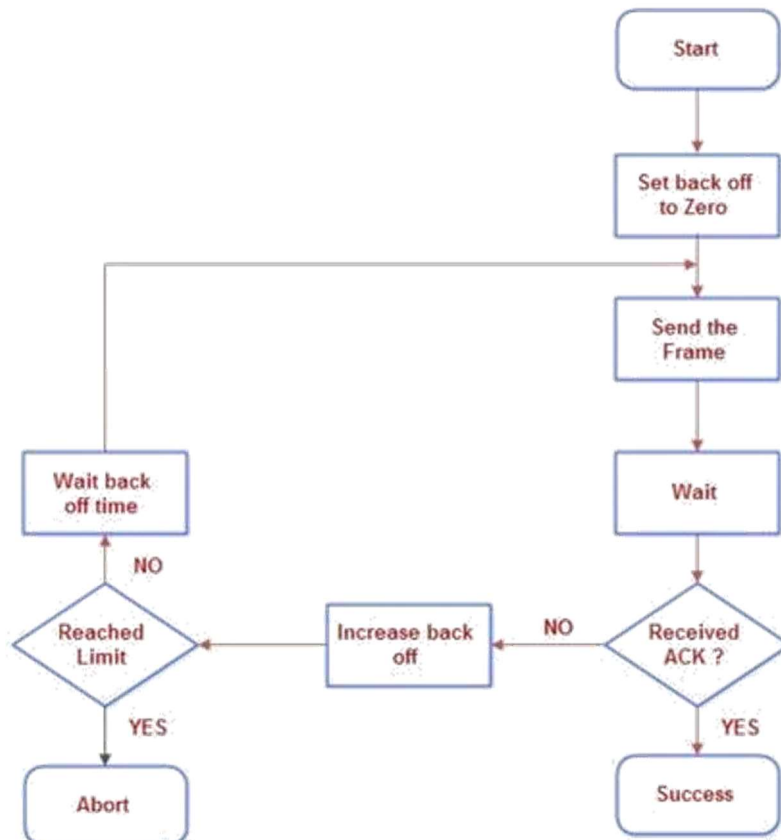 Start
Set back off
to Zero
Send the
Frame
Wait back
off time
Wait
NO
Reached
Limit
Increase back
off
NO
Received
ACK ?
YES
YES
Abort
Success